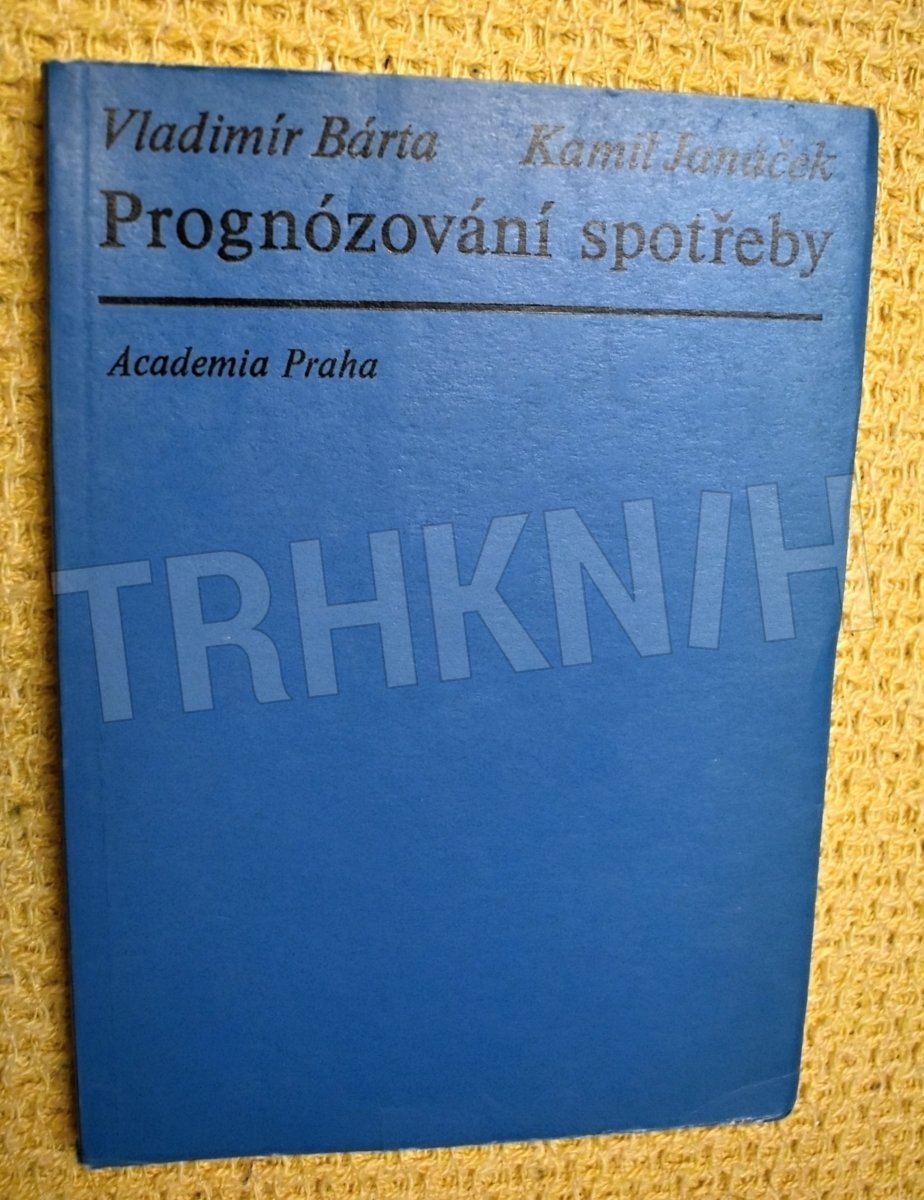 Vladimír Bárta Kamil Janáček
Prognózování spotřeby
Academia Praha
TRHKNIH